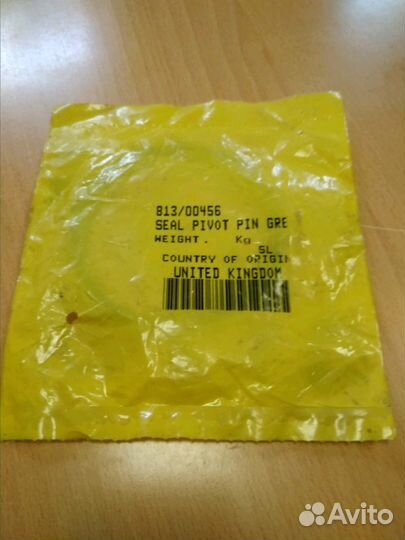 813/00456
SEAL PIVOT PIN GRE
WEIGHT. Kg
SL
COUNTRY OF ORIGIN
UNITED KINGDOM
Avito